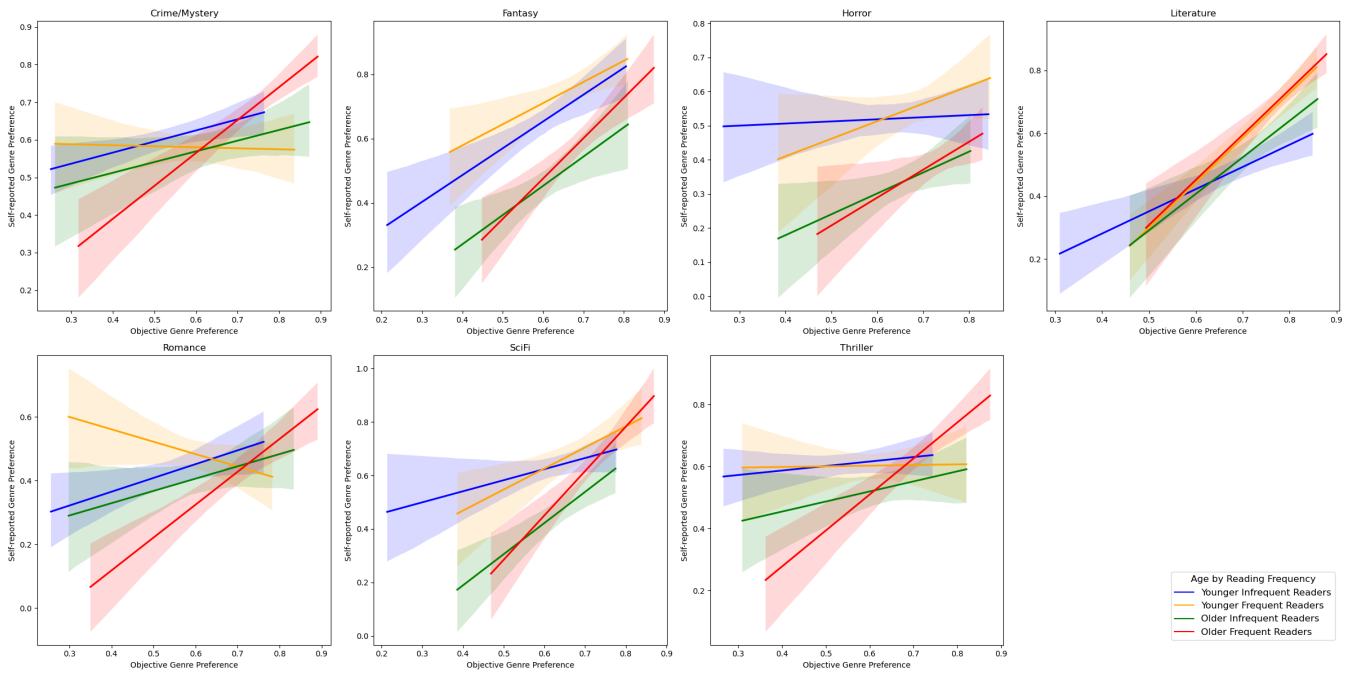 Crime/Mystery
Self-reported Genre Preference
0.9
0.8
0.7
0.6
0.5
0.4
0.3
0.2
0.3 0.4 0.5 0.6 0.7 0.8 0.9
Objective Genre Preference
Fantasy
Self-reported Genre Preference
0.8
0.6
0.4
0.2
0.2 0.3 0.4 0.5 0.6 0.7 0.8 0.9
Objective Genre Preference
Horror
Self-reported Genre Preference
0.8
0.7
0.6
0.5
0.4
0.3
0.2
0.1
0.0
0.3 0.4 0.5 0.6 0.7 0.8
Objective Genre Preference
Literature
Self-reported Genre Preference
0.8
0.6
0.4
0.2
0.3 0.4 0.5 0.6 0.7 0.8 0.9
Objective Genre Preference
Romance
Self-reported Genre Preference
0.6
0.4
0.2
0.0
0.3 0.4 0.5 0.6 0.7 0.8 0.9
Objective Genre Preference
SciFi
Self-reported Genre Preference
1.0
0.8
0.6
0.4
0.2
0.0
0.2 0.3 0.4 0.5 0.6 0.7 0.8 0.9
Objective Genre Preference
Thriller
Self-reported Genre Preference
0.8
0.6
0.4
0.2
0.3 0.4 0.5 0.6 0.7 0.8 0.9
Objective Genre Preference
Age by Reading Frequency
Younger Infrequent Readers
Younger Frequent Readers
Older Infrequent Readers
Older Frequent Readers